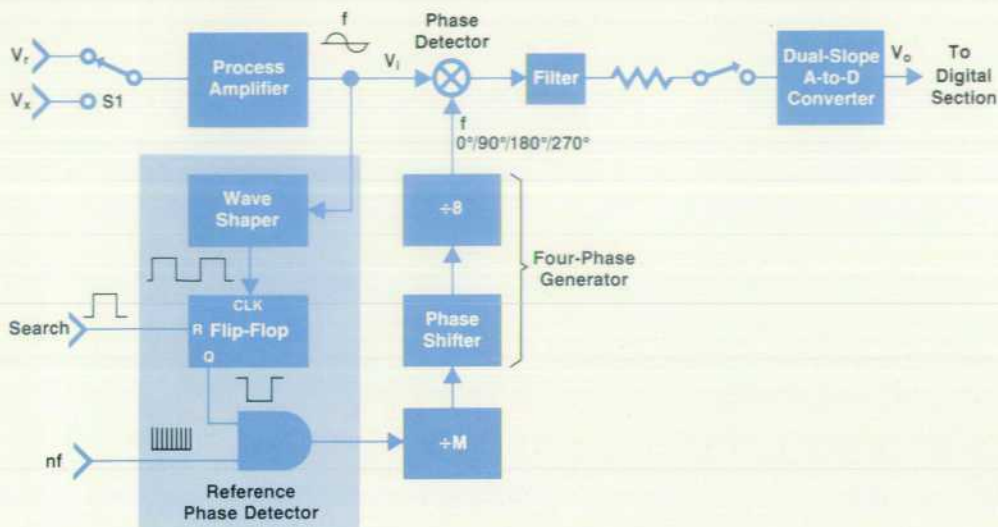 Vr
Vx
S1
Process
Amplifier
f
Vi
Phase
Detector
Filter
Dual-Slope
A-to-D
Converter
Vo
To
Digital
Section
f
0°/90°/180°/270°
Wave
Shaper
÷8
Four-Phase
Generator
CLK
Search
R Flip-Flop
Q
Phase
Shifter
nf
÷M
Reference
Phase Detector